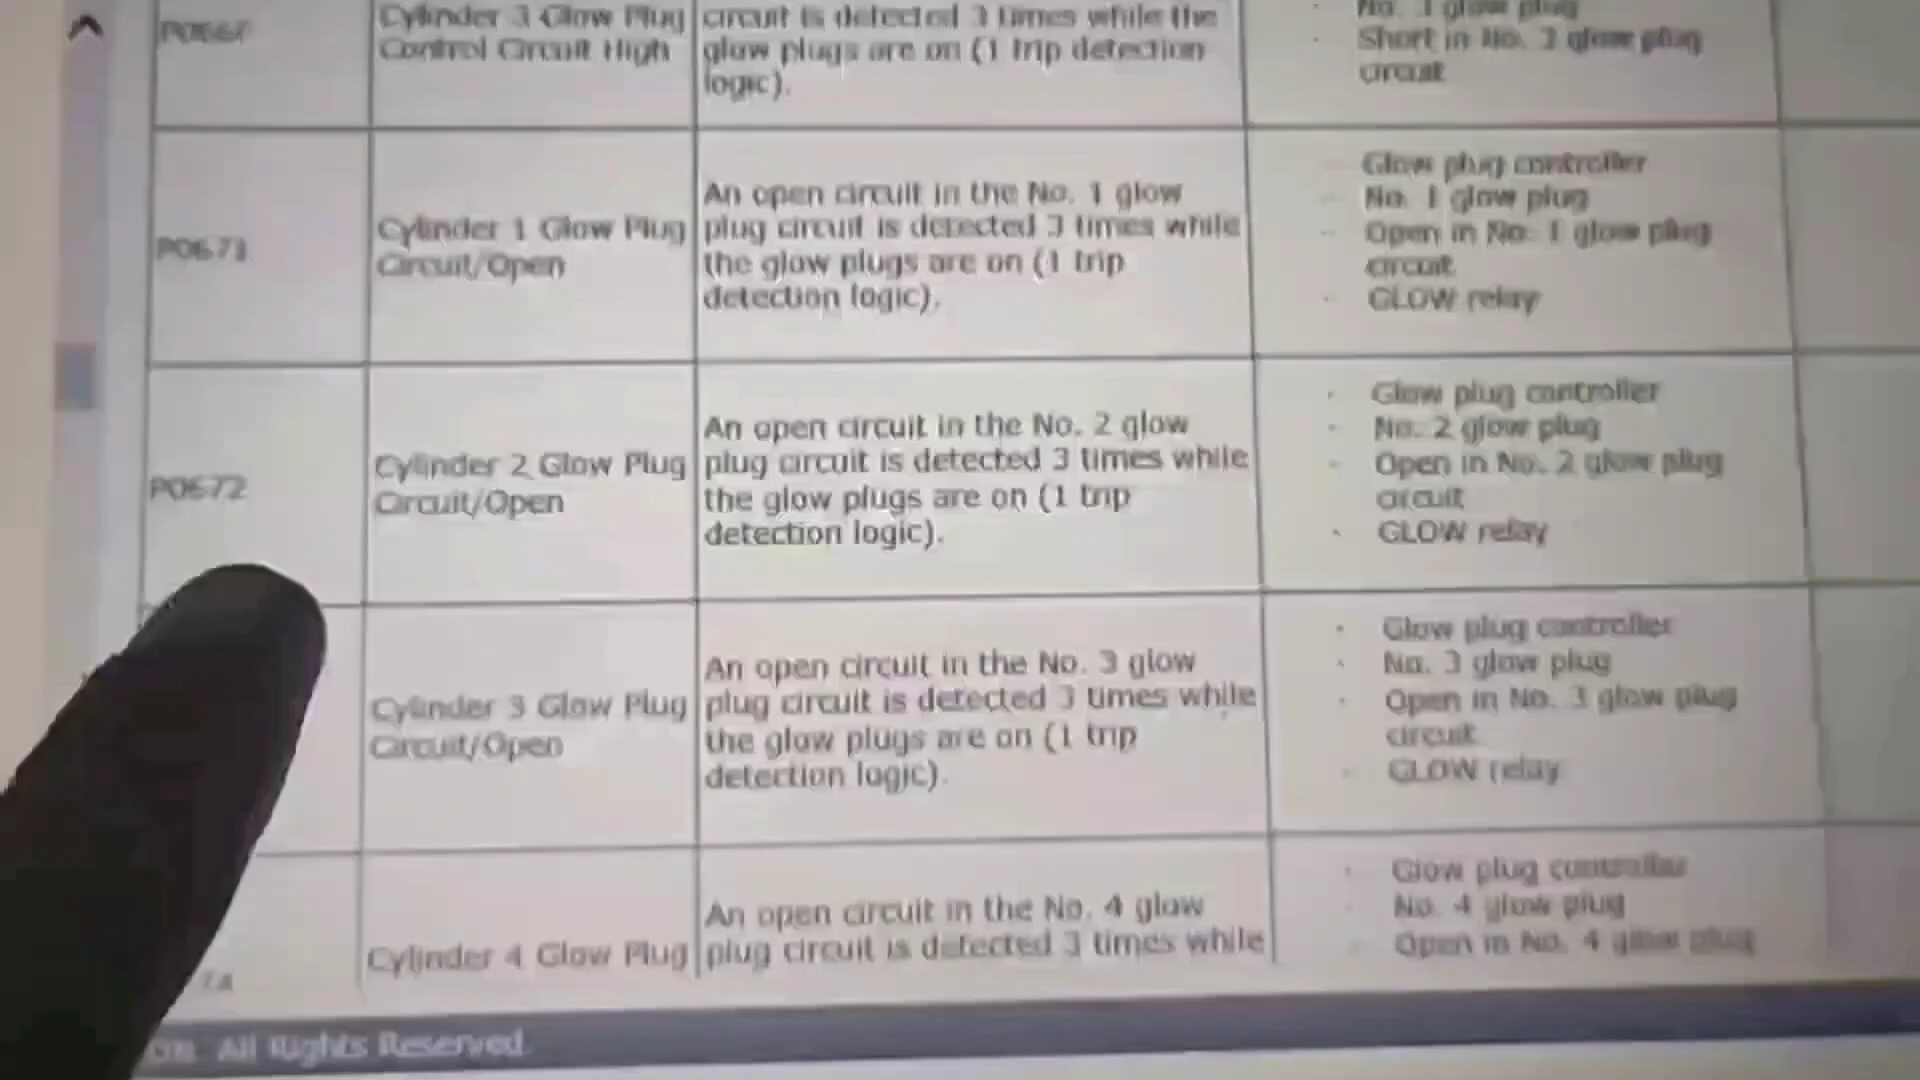 P0667
Cylinder 3 Glow Plug
Control Circuit High
circuit is detected 3 times while the
glow plugs are on (1 trip detection
logic).
glow plug
Short in No. 3 glow plug
circuit
P0671
Cylinder 1 Glow Plug
Circuit/Open
An open circuit in the No. 1 glow
plug circuit is detected 3 times while
the glow plugs are on (1 trip
detection logic).
Glow plug controller
No. 1 glow plug
Open in No. 1 glow plug
circuit
GLOW relay
P0672
Cylinder 2 Glow Plug
Circuit/Open
An open circuit in the No. 2 glow
plug circuit is detected 3 times while
the glow plugs are on (1 trip
detection logic).
Glow plug controller
No. 2 glow plug
Open in No. 2 glow plug
circuit
GLOW relay
Cylinder 3 Glow Plug
Circuit/Open
An open circuit in the No. 3 glow
plug circuit is detected 3 times while
the glow plugs are on (1 trip
detection logic).
Glow plug controller
No. 3 glow plug
Open in No. 3 glow plug
circuit
GLOW relay
Cylinder 4 Glow Plug
An open circuit in the No. 4 glow
plug circuit is detected 3 times while
Glow plug controller
No. 4 glow plug
Open in No. 4 glow plug
All Rights Reserved.